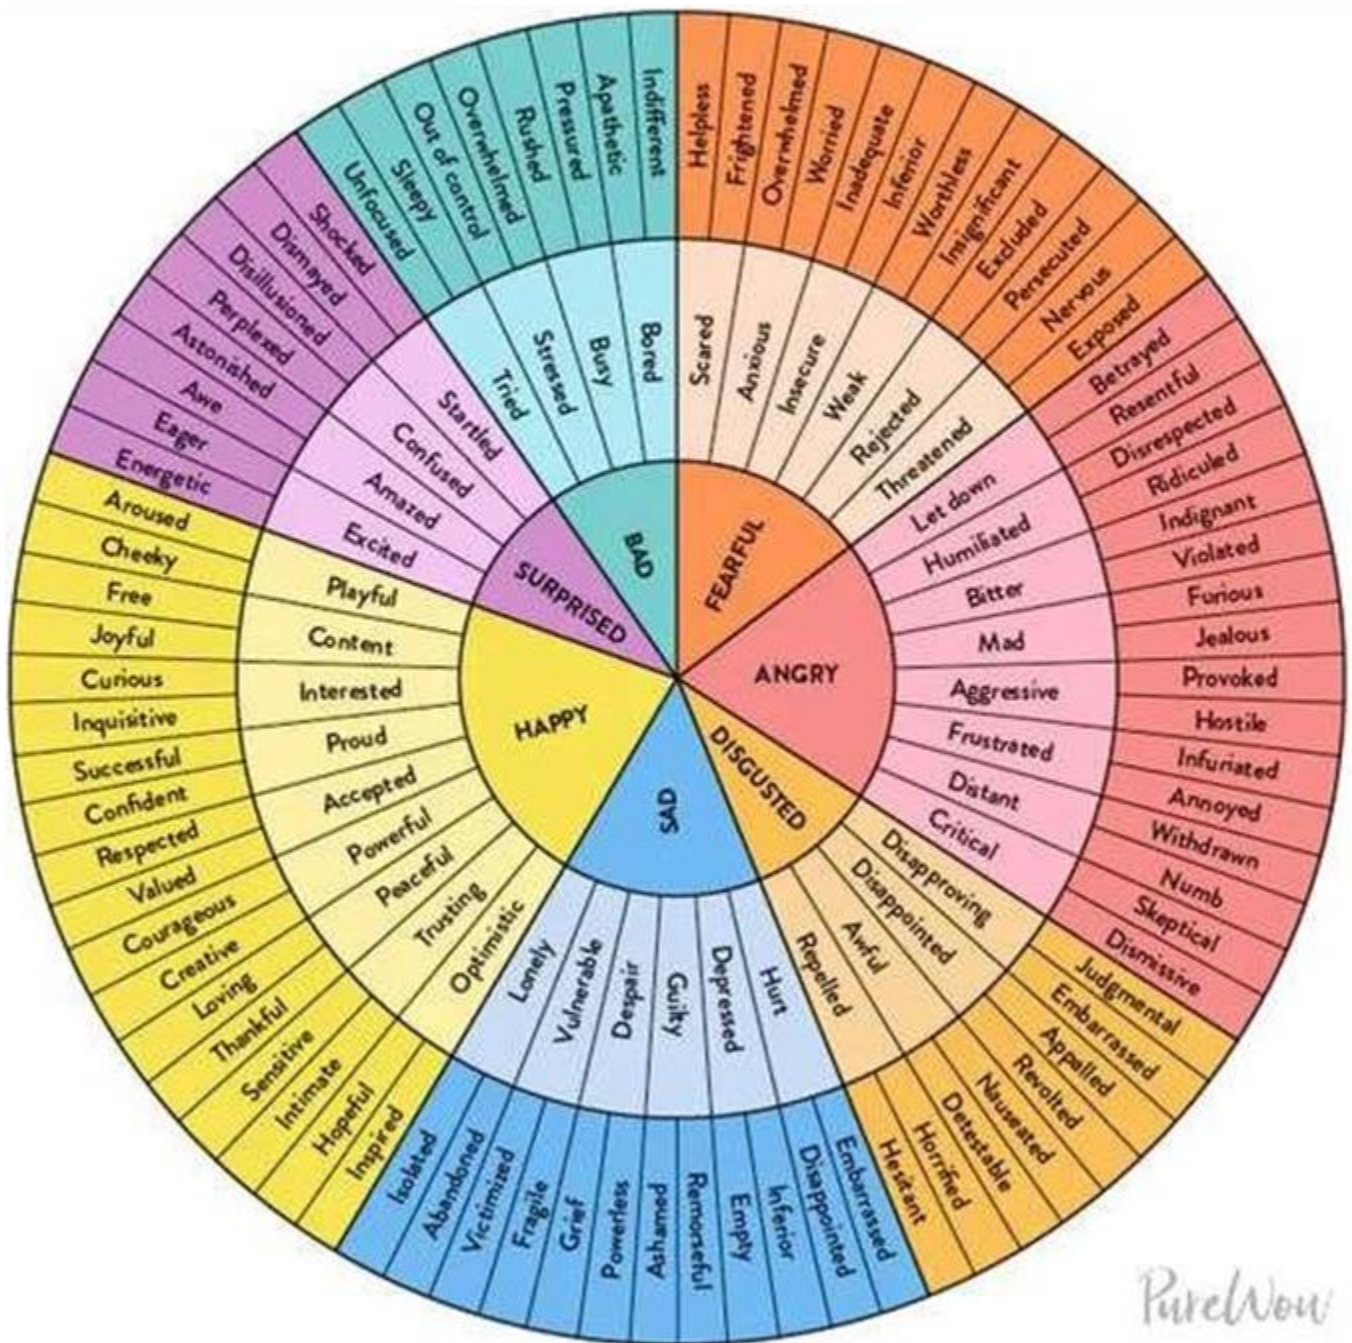 FEARFUL
Scared
Anxious
Insecure
Weak
Rejected
Threatened
Helpless
Frightened
Overwhelmed
Worried
Inadequate
Inferior
Worthless
Insignificant
Excluded
Persecuted
Nervous
Exposed
ANGRY
Let down
Humiliated
Bitter
Mad
Aggressive
Frustrated
Distant
Critical
Betrayed
Resentful
Disrespected
Ridiculed
Indignant
Violated
Furious
Jealous
Provoked
Hostile
Infuriated
Annoyed
Withdrawn
Numb
Skeptical
Dismissive
DISGUSTED
Disapproving
Disappointed
Awful
Repelled
Judgmental
Embarrassed
Appalled
Revolted
Nauseated
Detestable
Horrified
Hesitant
SAD
Hurt
Depressed
Guilty
Despair
Vulnerable
Lonely
Embarrassed
Disappointed
Inferior
Empty
Remorseful
Ashamed
Powerless
Grief
Fragile
Victimized
Abandoned
Isolated
HAPPY
Optimistic
Trusting
Peaceful
Powerful
Accepted
Proud
Interested
Content
Playful
Inspired
Hopeful
Intimate
Sensitive
Thankful
Loving
Creative
Courageous
Valued
Respected
Confident
Successful
Inquisitive
Curious
Joyful
Free
Cheeky
Aroused
SURPRISED
Excited
Amazed
Confused
Startled
Energetic
Eager
Awe
Astonished
Perplexed
Disillusioned
Dismayed
Shocked
BAD
Tried
Stressed
Busy
Bored
Unfocused
Sleepy
Out of control
Overwhelmed
Rushed
Pressured
Apathetic
Indifferent
PureWow